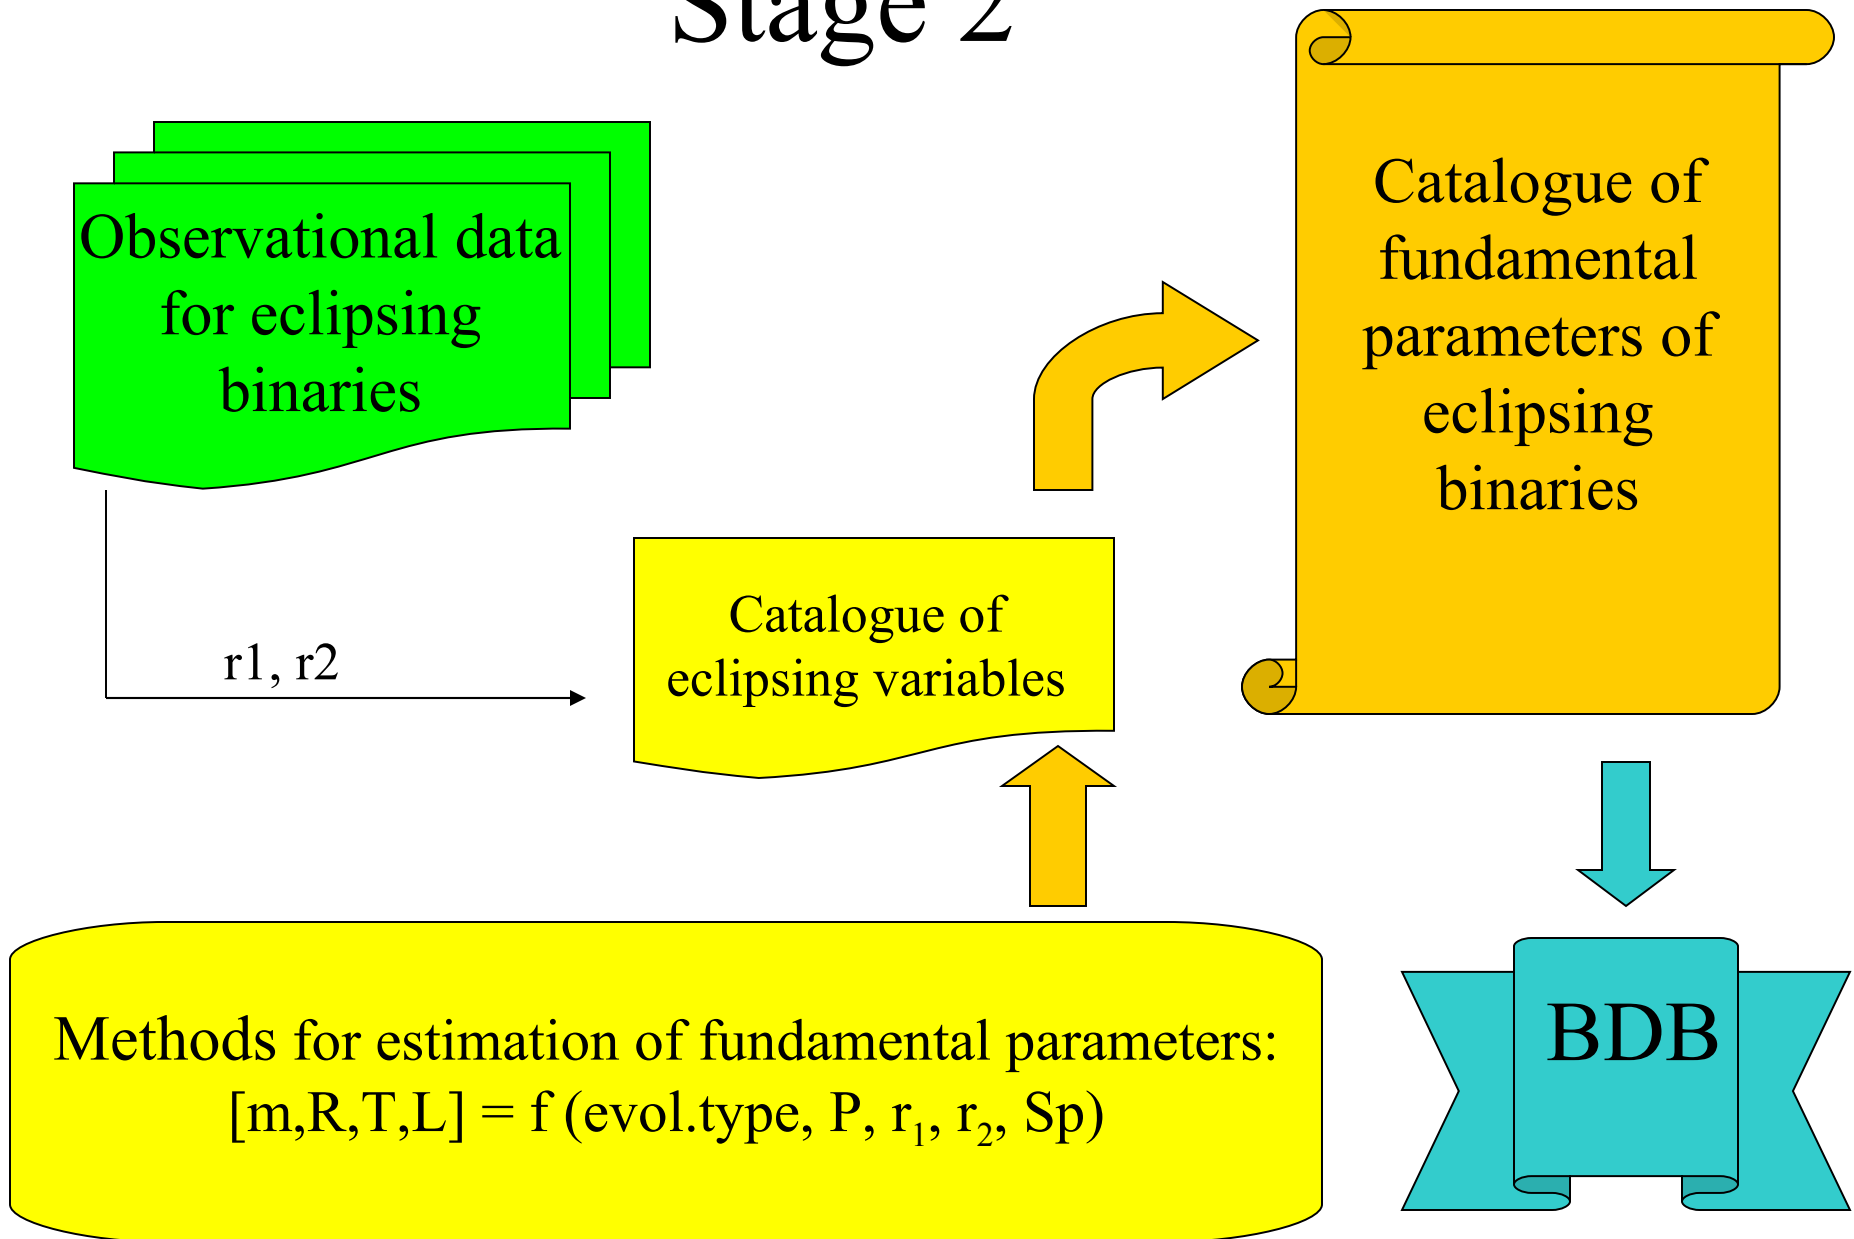 Stage 2
Observational data
for eclipsing
binaries
Catalogue of
fundamental
parameters of
eclipsing
binaries
r1, r2
Catalogue of
eclipsing variables
Methods for estimation of fundamental parameters:
[m,R,T,L] = f (evol.type, P, r₁, r₂, Sp)
BDB